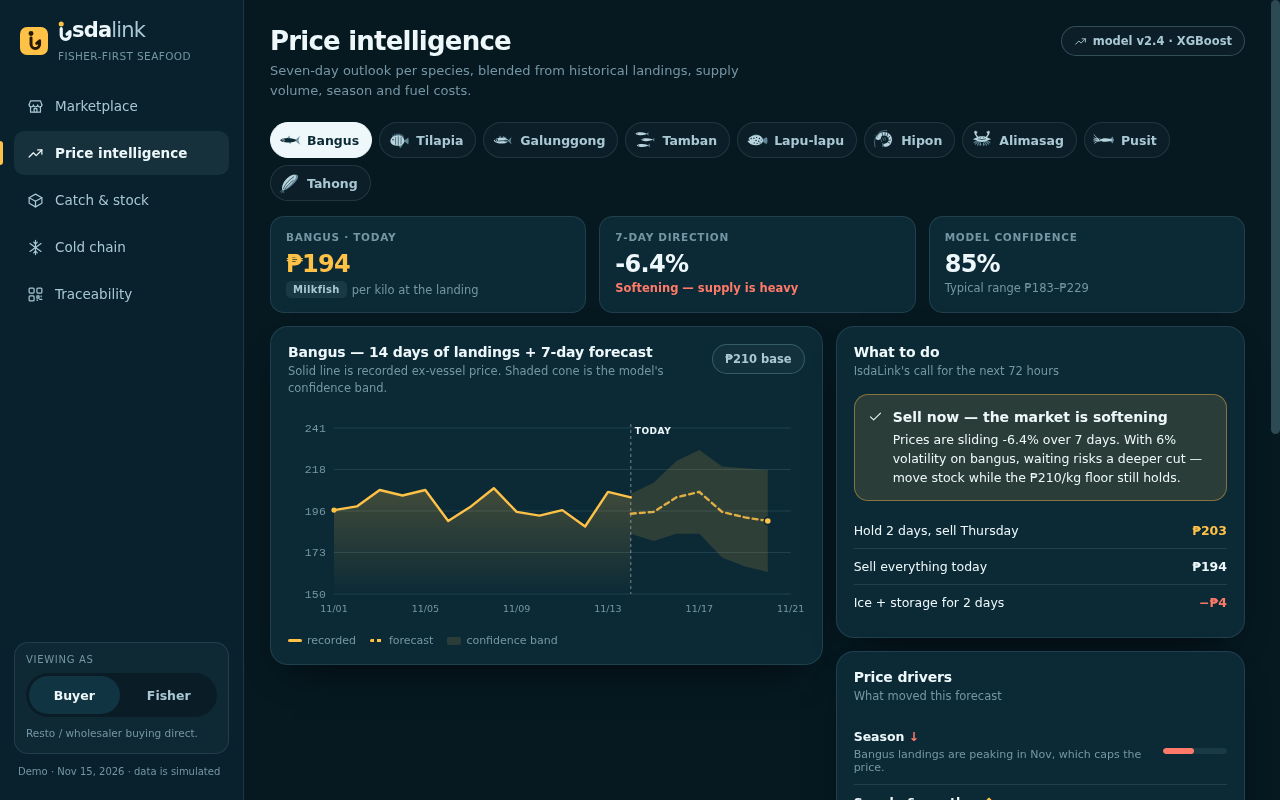 isdalink
FISHER-FIRST SEAFOOD
Marketplace
Price intelligence
Catch & stock
Cold chain
Traceability
VIEWING AS
Buyer
Fisher
Resto / wholesaler buying direct.
Demo · Nov 15, 2026 · data is simulated
Price intelligence
Seven-day outlook per species, blended from historical landings, supply
volume, season and fuel costs.
model v2.4 · XGBoost
Bangus
Tilapia
Galunggong
Tamban
Lapu-lapu
Hipon
Alimasag
Pusit
Tahong
BANGUS · TODAY
₱194
Milkfish per kilo at the landing
7-DAY DIRECTION
-6.4%
Softening — supply is heavy
MODEL CONFIDENCE
85%
Typical range ₱183–₱229
Bangus — 14 days of landings + 7-day forecast
Solid line is recorded ex-vessel price. Shaded cone is the model's
confidence band.
₱210 base
241
218
196
173
150
TODAY
11/01
11/05
11/09
11/13
11/17
11/21
recorded
forecast
confidence band
What to do
IsdaLink's call for the next 72 hours
Sell now — the market is softening
Prices are sliding -6.4% over 7 days. With 6%
volatility on bangus, waiting risks a deeper cut —
move stock while the ₱210/kg floor still holds.
Hold 2 days, sell Thursday ₱203
Sell everything today ₱194
Ice + storage for 2 days −₱4
Price drivers
What moved this forecast
Season ↓
Bangus landings are peaking in Nov, which caps the
price.